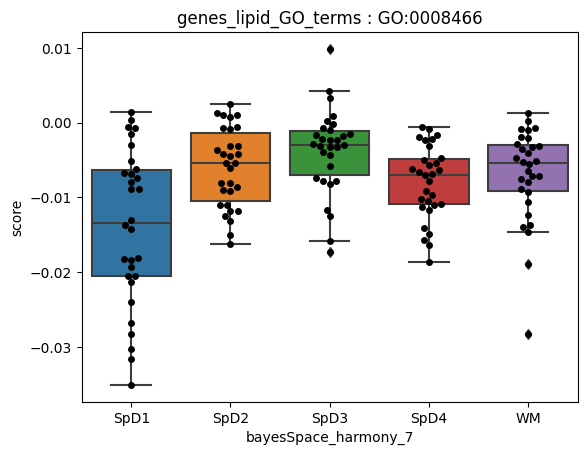 genes_lipid_GO_terms : GO:0008466
0.01
0.00
−0.01
−0.02
−0.03
score
SpD1 SpD2 SpD3 SpD4 WM
bayesSpace_harmony_7